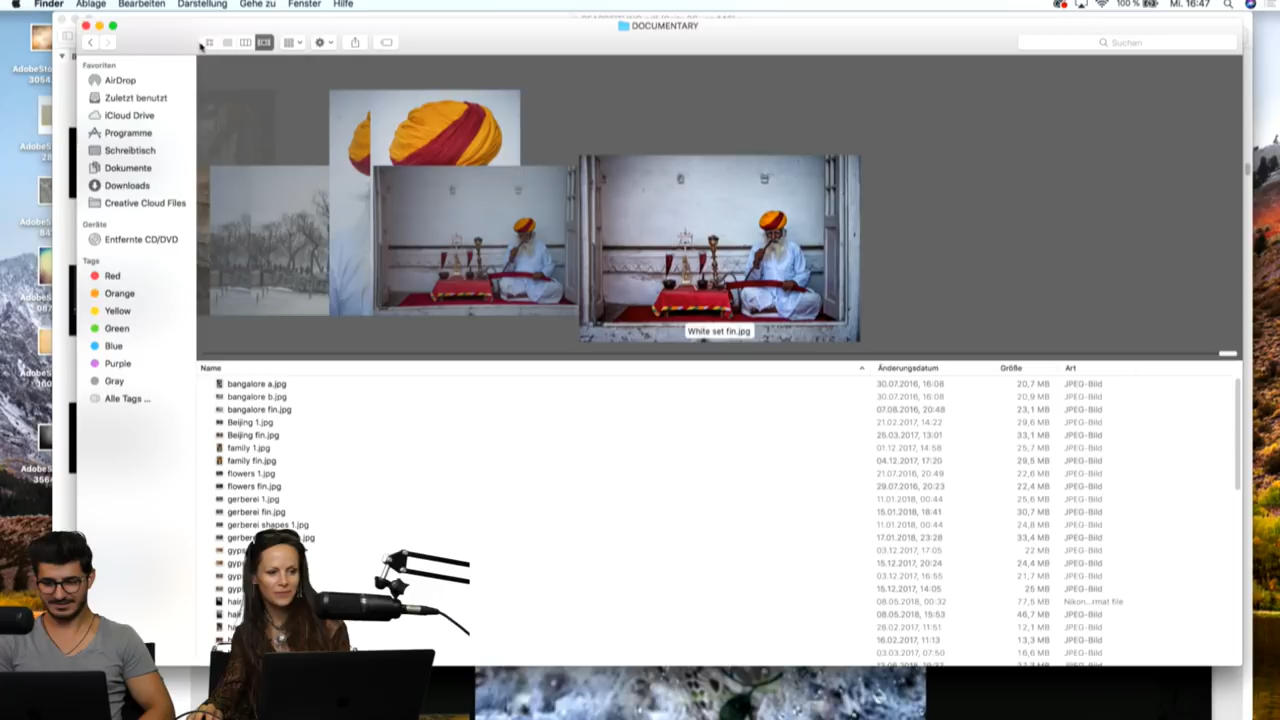 Finder Ablage Bearbeiten Darstellung Gehe zu Fenster Hilfe 100 % Mi. 16:47
DOCUMENTARY
Suchen
Favoriten
AirDrop
Zuletzt benutzt
iCloud Drive
Programme
Schreibtisch
Dokumente
Downloads
Creative Cloud Files
Geräte
Entfernte CD/DVD
Tags
Red
Orange
Yellow
Green
Blue
Purple
Gray
Alle Tags ...
White set fin.jpg
Name Änderungsdatum Größe Art
bangalore a.jpg 30.07.2016, 16:08 20,7 MB JPEG-Bild
bangalore b.jpg 30.07.2016, 16:08 20,9 MB JPEG-Bild
bangalore fin.jpg 07.08.2016, 20:48 23,1 MB JPEG-Bild
Beijing 1.jpg 21.02.2017, 14:22 29,6 MB JPEG-Bild
Beijing fin.jpg 26.03.2017, 13:01 33,1 MB JPEG-Bild
family 1.jpg 01.12.2017, 14:58 25,7 MB JPEG-Bild
family fin.jpg 04.12.2017, 17:20 29,5 MB JPEG-Bild
flowers 1.jpg 21.07.2016, 20:49 22,6 MB JPEG-Bild
flowers fin.jpg 29.07.2016, 20:23 22,4 MB JPEG-Bild
gerberei 1.jpg 11.01.2018, 00:44 25,6 MB JPEG-Bild
gerberei fin.jpg 15.01.2018, 18:41 30,7 MB JPEG-Bild
gerberei shapes 1.jpg 11.01.2018, 00:44 24,8 MB JPEG-Bild
gerber .jpg 17.01.2018, 23:28 33,4 MB JPEG-Bild
gyp 03.12.2017, 17:05 22 MB JPEG-Bild
gyp 15.12.2017, 20:24 24,4 MB JPEG-Bild
gyp 03.12.2017, 16:55 21,7 MB JPEG-Bild
gyp 15.12.2017, 14:05 25 MB JPEG-Bild
hai 08.05.2018, 00:32 77,5 MB Nikon...rmat file
hai 08.05.2018, 15:53 46,7 MB JPEG-Bild
26.02.2017, 11:51 12,1 MB JPEG-Bild
16.02.2017, 11:13 13,3 MB JPEG-Bild
03.03.2017, 07:50 16,6 MB JPEG-Bild